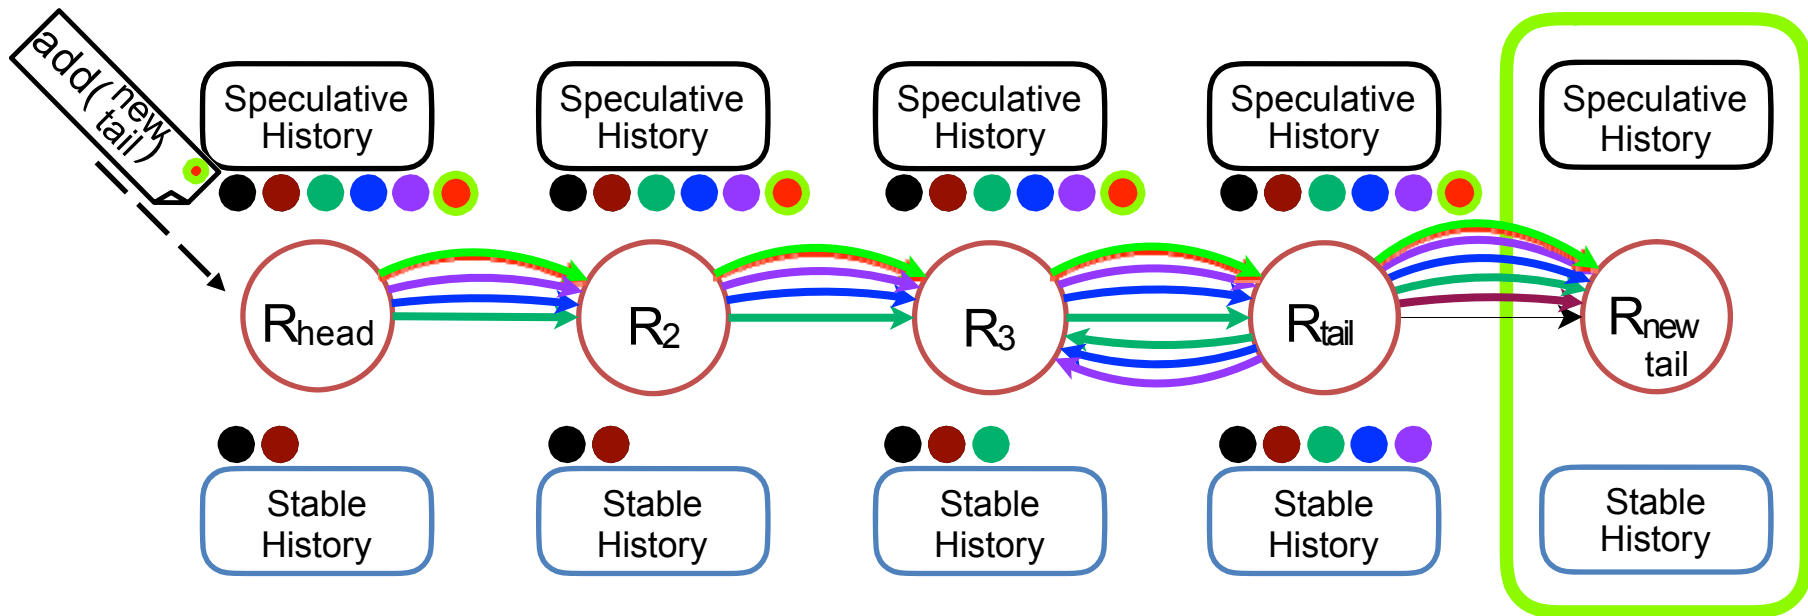 add( new
tail)
Speculative
History
Speculative
History
Speculative
History
Speculative
History
Speculative
History
Rhead
R2
R3
Rtail
Rnew
tail
Stable
History
Stable
History
Stable
History
Stable
History
Stable
History